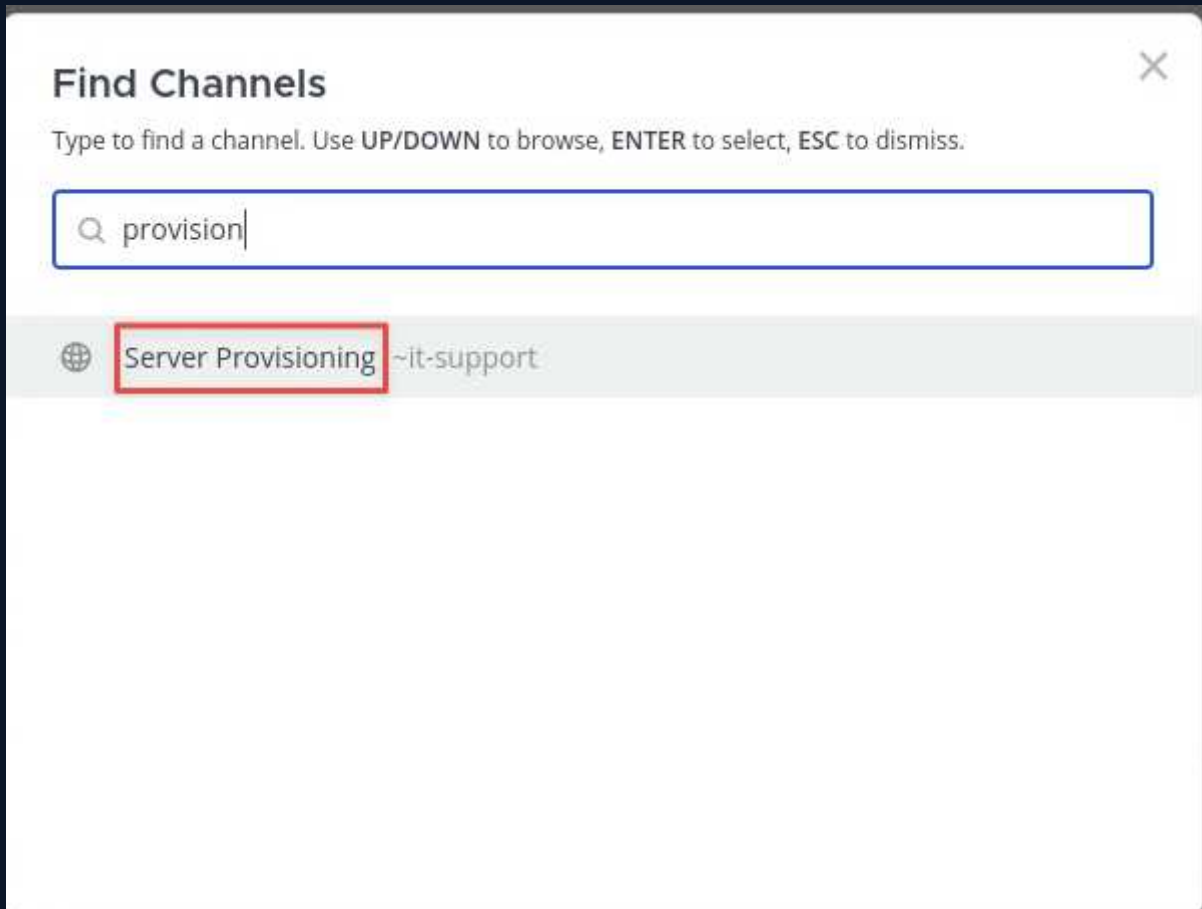 Find Channels
Type to find a channel. Use UP/DOWN to browse, ENTER to select, ESC to dismiss.
provision
Server Provisioning ~it-support